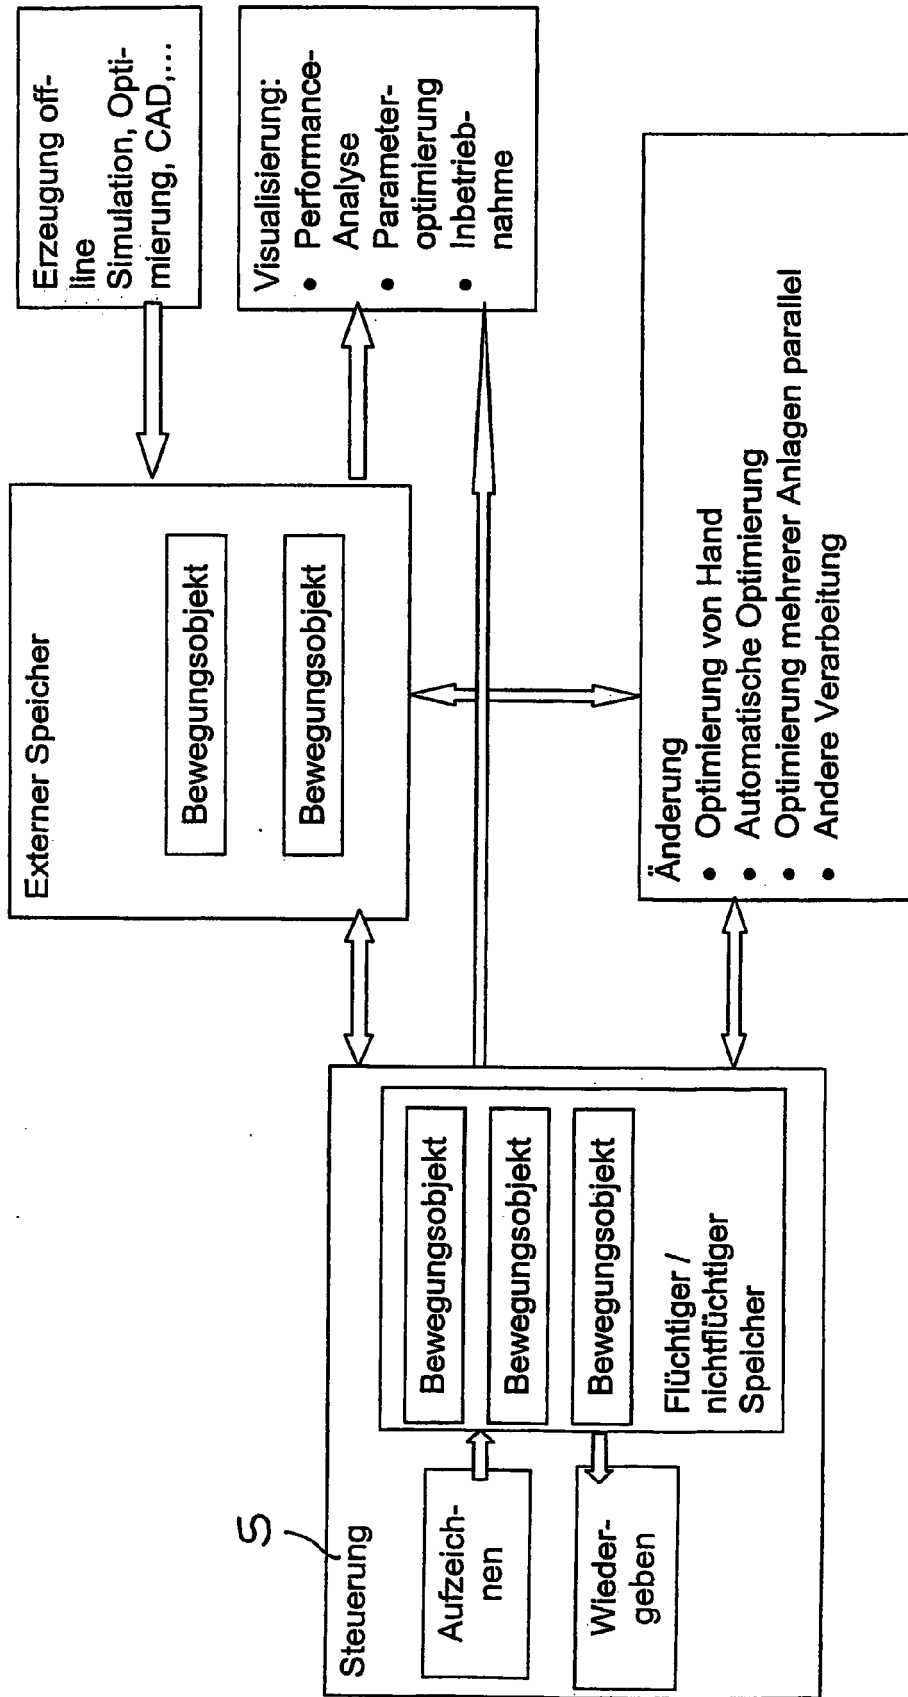 S
Steuerung
Aufzeich-
nen
Wieder-
geben
Bewegungsobjekt
Bewegungsobjekt
Bewegungsobjekt
Flüchtiger /
nichtflüchtiger
Speicher
Externer Speicher
Bewegungsobjekt
Bewegungsobjekt
Erzeugung off-
line
Simulation, Opti-
mierung, CAD,...
Visualisierung:
• Performance-
Analyse
• Parameter-
optimierung
• Inbetrieb-
nahme
Änderung
• Optimierung von Hand
• Automatische Optimierung
• Optimierung mehrerer Anlagen parallel
• Andere Verarbeitung